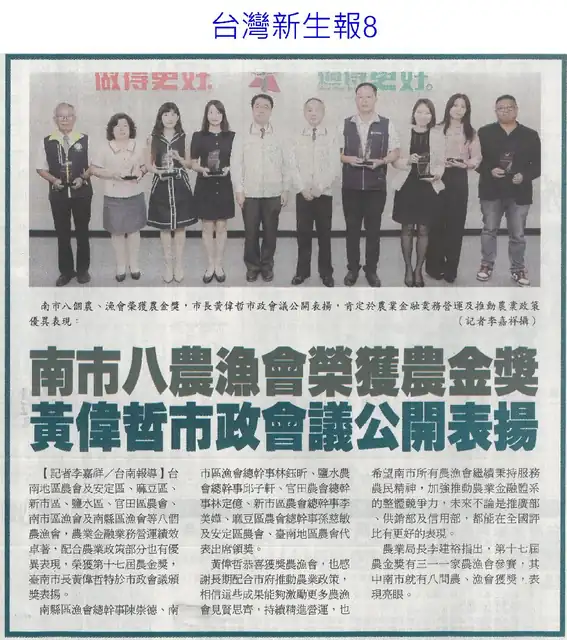 台灣新生報8
做得更好。
南市八個農、漁會榮獲農金獎，市長黃偉哲市政會議公開表揚，肯定於農業金融業務營運及推動農業政策
優異表現。
（記者李嘉祥攝）
南市八農漁會榮獲農金獎
黃偉哲市政會議公開表揚
【記者李嘉祥／台南報導】台
南地區農會及安定區、麻豆區、
新市區、鹽水區、官田區農會、
南市區漁會及南縣區漁會等八個
農漁會，農業金融業務營運績效
卓著，配合農業政策部分也有優
異表現，榮獲第十七屆農金獎，
臺南市長黃偉哲特於市政會議頒
獎表揚。
南縣區漁會總幹事陳崇德、南
市區漁會總幹事林鈺昕、鹽水農
會總幹事邱子軒、官田農會總幹
事林定億、新市區農會總幹事李
美嬅、麻豆區農會總幹事孫慈敏
及安定區農會、臺南地區農會代
表出席領獎。
黃偉哲恭喜獲獎農漁會，也感
謝長期配合市府推動農業政策，
相信這些成果能夠激勵更多農漁
會見賢思齊，持續精進營運，也
希望南市所有農漁會繼續秉持服務
農民精神，加強推動農業金融體系
的整體競爭力，未來不論是推廣部
、供銷部及信用部，都能在全國評
比有更好的表現。
農業局長李建裕指出，第十七屆
農金獎有三一一家農漁會參賽，其
中南市就有八間農、漁會獲獎，表
現亮眼。